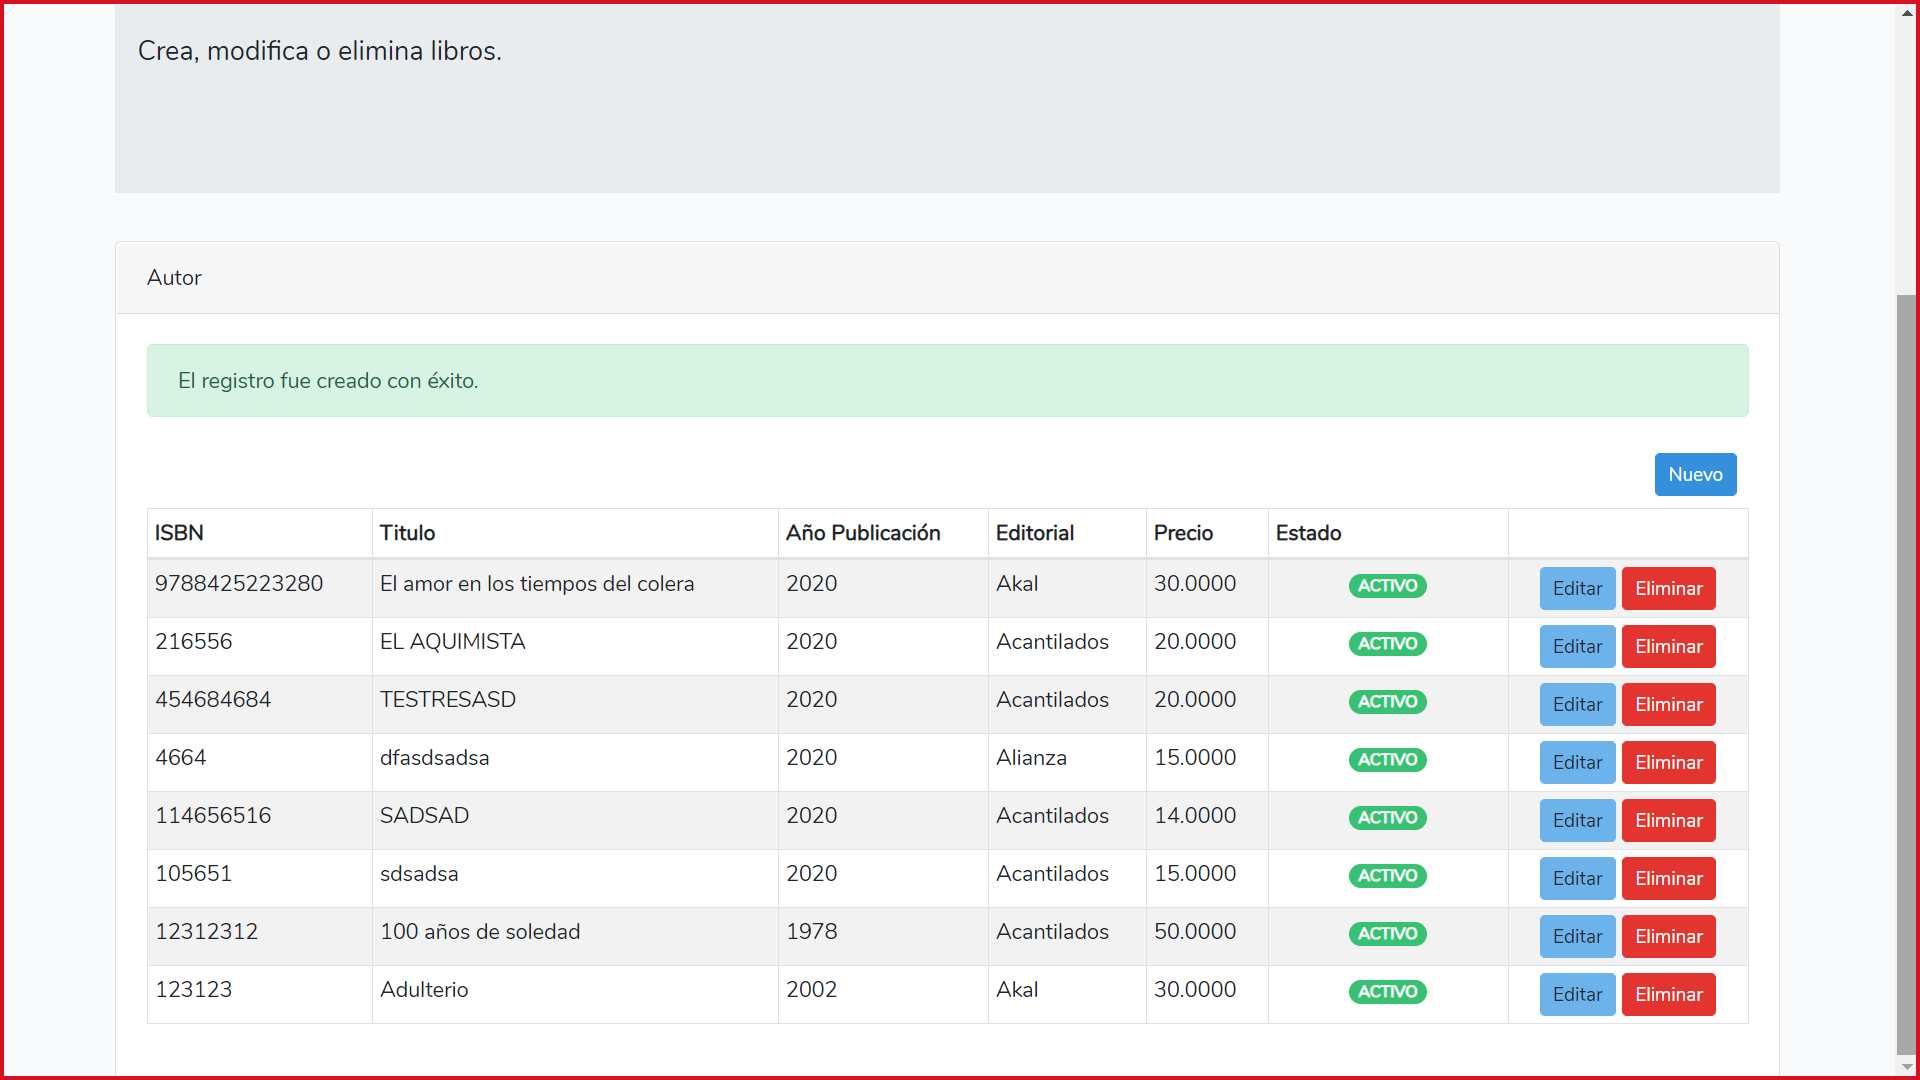 Crea, modifica o elimina libros.
Autor
El registro fue creado con éxito.
Nuevo
ISBN Titulo Año Publicación Editorial Precio Estado
9788425223280 El amor en los tiempos del colera 2020 Akal 30.0000 ACTIVO Editar Eliminar
216556 EL AQUIMISTA 2020 Acantilados 20.0000 ACTIVO Editar Eliminar
454684684 TESTRESASD 2020 Acantilados 20.0000 ACTIVO Editar Eliminar
4664 dfasdsadsa 2020 Alianza 15.0000 ACTIVO Editar Eliminar
114656516 SADSAD 2020 Acantilados 14.0000 ACTIVO Editar Eliminar
105651 sdsadsa 2020 Acantilados 15.0000 ACTIVO Editar Eliminar
12312312 100 años de soledad 1978 Acantilados 50.0000 ACTIVO Editar Eliminar
123123 Adulterio 2002 Akal 30.0000 ACTIVO Editar Eliminar